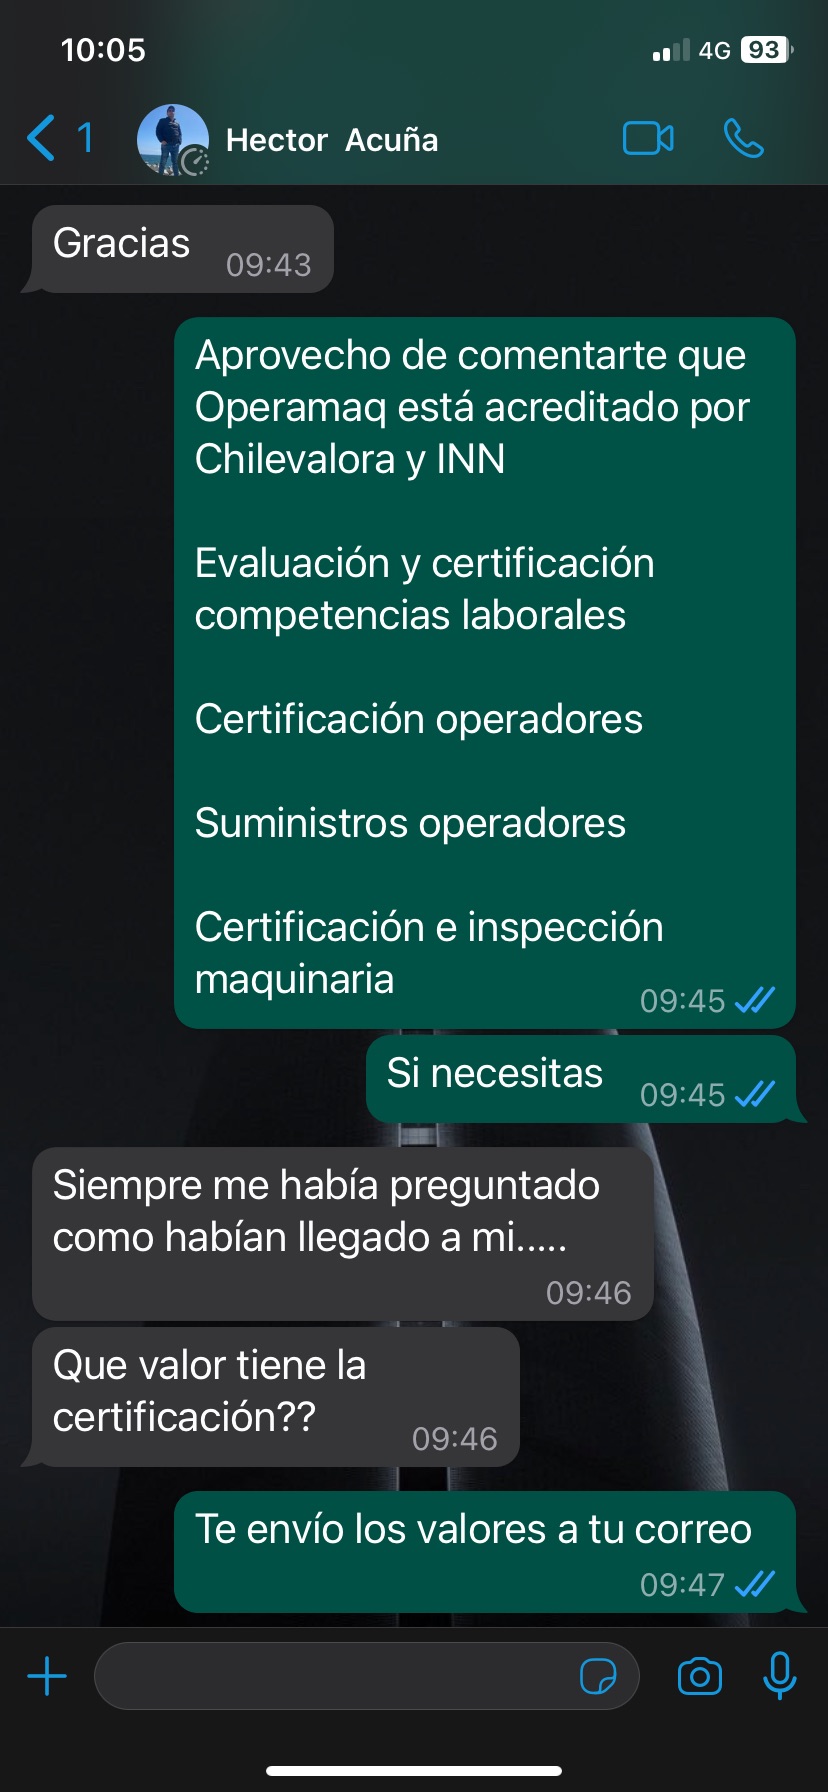 10:05
4G 93
1
Hector Acuña
Gracias
09:43
Aprovecho de comentarte que
Operamaq está acreditado por
Chilevalora y INN
Evaluación y certificación
competencias laborales
Certificación operadores
Suministros operadores
Certificación e inspección
maquinaria
09:45
Si necesitas
09:45
Siempre me había preguntado
como habían llegado a mi.....
09:46
Que valor tiene la
certificación??
09:46
Te envío los valores a tu correo
09:47